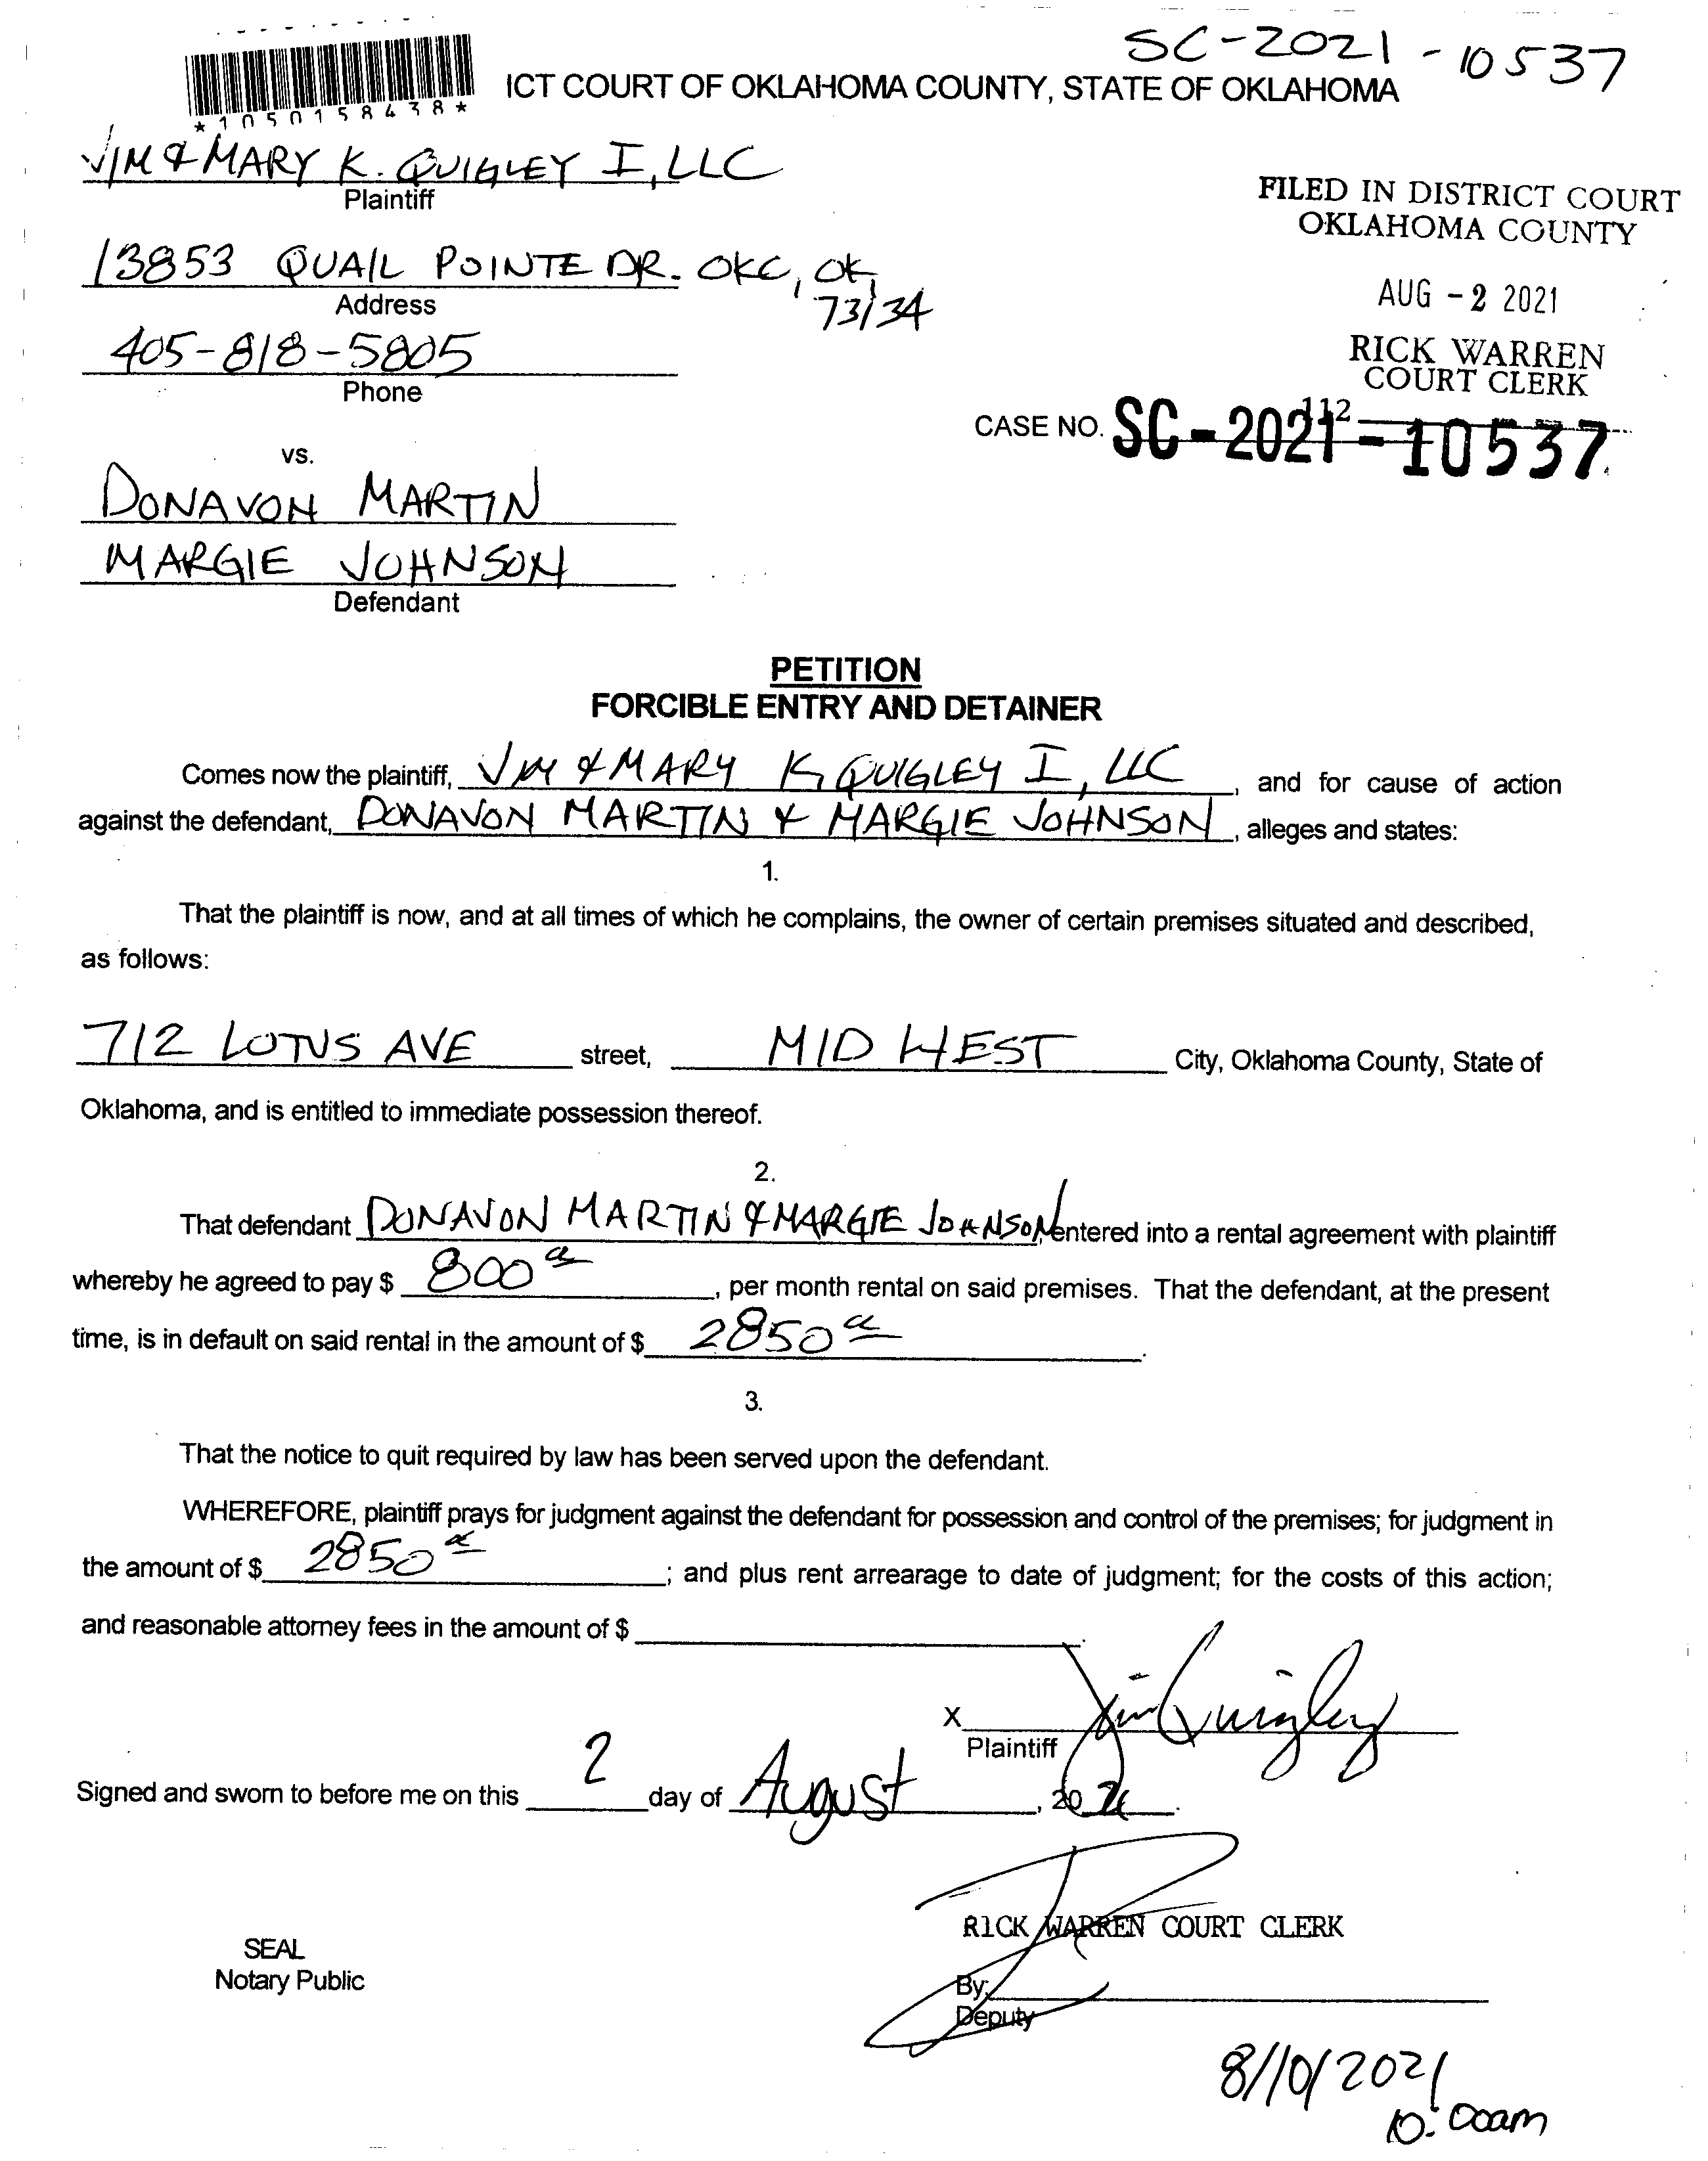 SC-2021-10537
*1050158438*
ICT COURT OF OKLAHOMA COUNTY, STATE OF OKLAHOMA
JIM & MARY K. QUIGLEY I, LLC
Plaintiff
FILED IN DISTRICT COURT
OKLAHOMA COUNTY
13853 QUAIL POINTE DR. OKC, OK,
73134
Address
AUG -2 2021
405-818-5805
Phone
RICK WARREN
COURT CLERK
112
CASE NO. SC-2021-10537
vs.
DONAVON MARTIN
MARGIE JOHNSON
Defendant
PETITION
FORCIBLE ENTRY AND DETAINER
Comes now the plaintiff, JIM & MARY K QUIGLEY I, LLC, and for cause of action
against the defendant, DONAVON MARTIN & MARGIE JOHNSON, alleges and states:
1.
That the plaintiff is now, and at all times of which he complains, the owner of certain premises situated and described,
as follows:
712 LOTUS AVE street, MID WEST City, Oklahoma County, State of
Oklahoma, and is entitled to immediate possession thereof.
2.
That defendant DONAVON MARTIN & MARGIE JOHNSON, entered into a rental agreement with plaintiff
whereby he agreed to pay $ 800, per month rental on said premises. That the defendant, at the present
time, is in default on said rental in the amount of $ 2850.
3.
That the notice to quit required by law has been served upon the defendant.
WHEREFORE, plaintiff prays for judgment against the defendant for possession and control of the premises; for judgment in
the amount of $ 2850; and plus rent arrearage to date of judgment; for the costs of this action;
and reasonable attorney fees in the amount of $
X Jim Quigley
Plaintiff
Signed and sworn to before me on this 2 day of August, 2021.
RICK WARREN COURT CLERK
SEAL
Notary Public
By:
Deputy
8/10/2021
10:00am